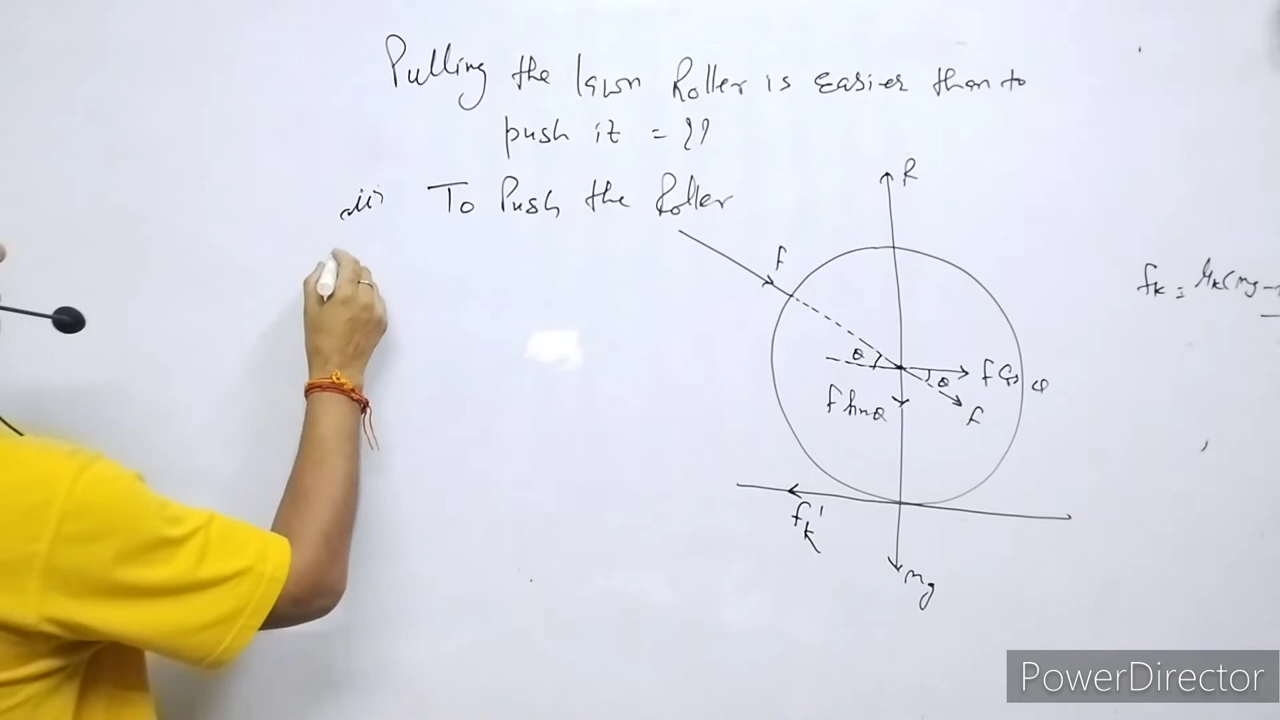 Pulling the lawn Roller is easier than to
push it = ??
(ii) To Push the Roller
R
f
fk = μk(mg-
θ
f Cos θ
θ
f Sinθ
f
fk'
mg
PowerDirector